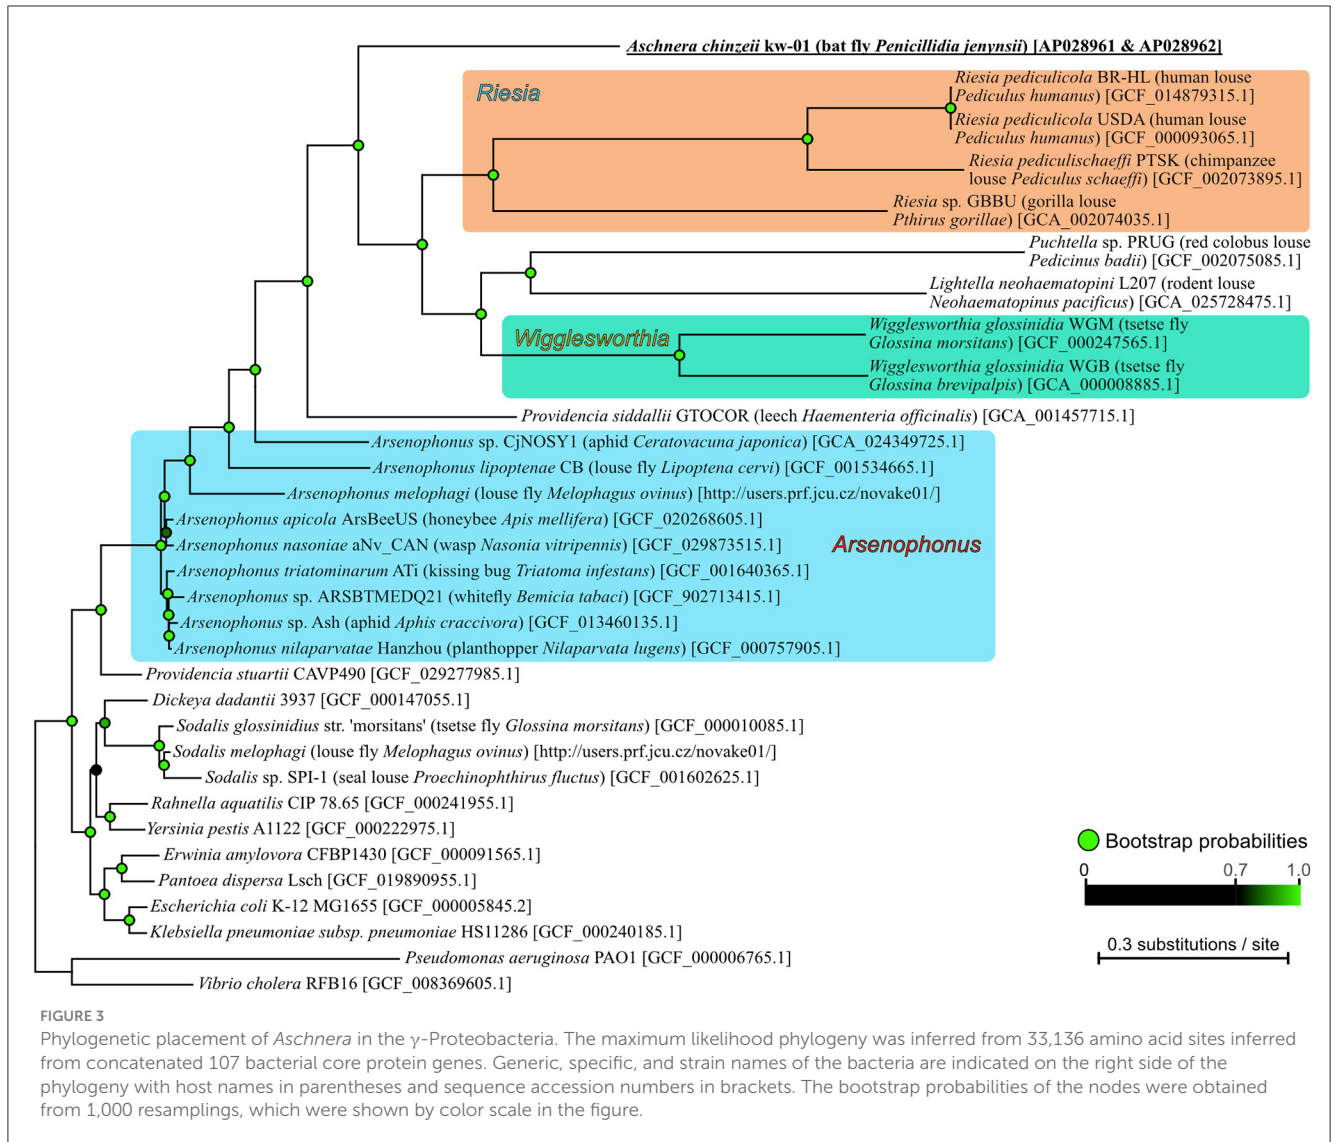 Aschnera chinzeii kw-01 (bat fly Penicillidia jenynsii) [AP028961 & AP028962]
Riesia
Riesia pediculicola BR-HL (human louse
Pediculus humanus) [GCF_014879315.1]
Riesia pediculicola USDA (human louse
Pediculus humanus) [GCF_000093065.1]
Riesia pediculischaeffi PTSK (chimpanzee
louse Pediculus schaeffi) [GCF_002073895.1]
Riesia sp. GBBU (gorilla louse
Pthirus gorillae) [GCA_002074035.1]
Puchtella sp. PRUG (red colobus louse
Pedicinus badii) [GCF_002075085.1]
Lightella neohaematopini L207 (rodent louse
Neohaematopinus pacificus) [GCA_025728475.1]
Wigglesworthia
Wigglesworthia glossinidia WGM (tsetse fly
Glossina morsitans) [GCF_000247565.1]
Wigglesworthia glossinidia WGB (tsetse fly
Glossina brevipalpis) [GCA_000008885.1]
Providencia siddallii GTOCOR (leech Haementeria officinalis) [GCA_001457715.1]
Arsenophonus sp. CjNOSY1 (aphid Ceratovacuna japonica) [GCA_024349725.1]
Arsenophonus lipoptenae CB (louse fly Lipoptena cervi) [GCF_001534665.1]
Arsenophonus melophagi (louse fly Melophagus ovinus) [http://users.prf.jcu.cz/novake01/]
Arsenophonus apicola ArsBeeUS (honeybee Apis mellifera) [GCF_020268605.1]
Arsenophonus nasoniae aNv_CAN (wasp Nasonia vitripennis) [GCF_029873515.1]
Arsenophonus
Arsenophonus triatominarum ATi (kissing bug Triatoma infestans) [GCF_001640365.1]
Arsenophonus sp. ARSBTMEDQ21 (whitefly Bemicia tabaci) [GCF_902713415.1]
Arsenophonus sp. Ash (aphid Aphis craccivora) [GCF_013460135.1]
Arsenophonus nilaparvatae Hanzhou (planthopper Nilaparvata lugens) [GCF_000757905.1]
Providencia stuartii CAVP490 [GCF_029277985.1]
Dickeya dadantii 3937 [GCF_000147055.1]
Sodalis glossinidius str. 'morsitans' (tsetse fly Glossina morsitans) [GCF_000010085.1]
Sodalis melophagi (louse fly Melophagus ovinus) [http://users.prf.jcu.cz/novake01/]
Sodalis sp. SPI-1 (seal louse Proechinophthirus fluctus) [GCF_001602625.1]
Rahnella aquatilis CIP 78.65 [GCF_000241955.1]
Yersinia pestis A1122 [GCF_000222975.1]
Erwinia amylovora CFBP1430 [GCF_000091565.1]
Pantoea dispersa Lsch [GCF_019890955.1]
Escherichia coli K-12 MG1655 [GCF_000005845.2]
Klebsiella pneumoniae subsp. pneumoniae HS11286 [GCF_000240185.1]
Pseudomonas aeruginosa PAO1 [GCF_000006765.1]
Vibrio cholera RFB16 [GCF_008369605.1]
Bootstrap probabilities
0 0.7 1.0
0.3 substitutions / site
FIGURE 3
Phylogenetic placement of Aschnera in the γ-Proteobacteria. The maximum likelihood phylogeny was inferred from 33,136 amino acid sites inferred
from concatenated 107 bacterial core protein genes. Generic, specific, and strain names of the bacteria are indicated on the right side of the
phylogeny with host names in parentheses and sequence accession numbers in brackets. The bootstrap probabilities of the nodes were obtained
from 1,000 resamplings, which were shown by color scale in the figure.